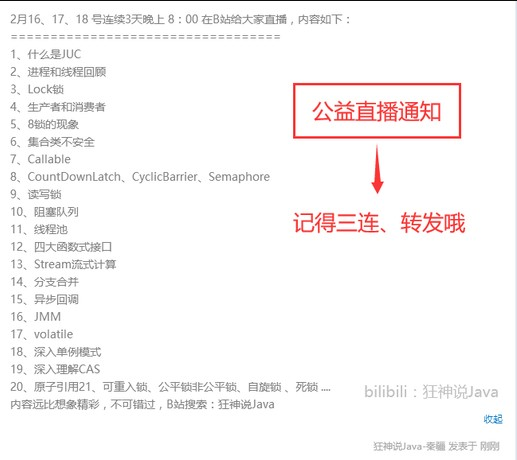 2月16、17、18 号连续3天晚上 8：00 在B站给大家直播，内容如下：
==================================
1、什么是JUC
2、进程和线程回顾
3、Lock锁
4、生产者和消费者
5、8锁的现象
6、集合类不安全
7、Callable
8、CountDownLatch、CyclicBarrier、Semaphore
9、读写锁
10、阻塞队列
11、线程池
12、四大函数式接口
13、Stream流式计算
14、分支合并
15、异步回调
16、JMM
17、volatile
18、深入单例模式
19、深入理解CAS
20、原子引用21、可重入锁、公平锁非公平锁、自旋锁 、死锁 ....
内容远比想象精彩，不可错过，B站搜索：狂神说Java
公益直播通知
记得三连、转发哦
bilibili：狂神说Java
收起
狂神说Java-秦疆 发表于 刚刚